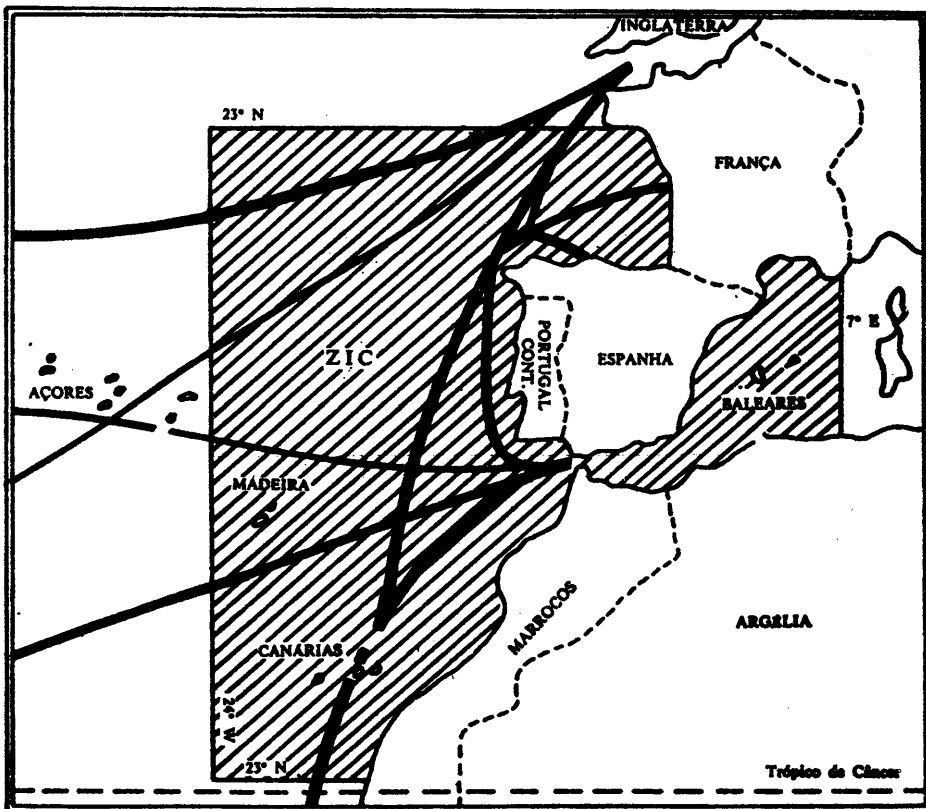 INGLATERRA
23° N
FRANÇA
7° E
ZIC
PORTUGAL
CONT.
ESPANHA
AÇORES
BALEARES
MADEIRA
MARROCOS
ARGÉLIA
CANÁRIAS
24° W
23° N
Trópico de Câncer